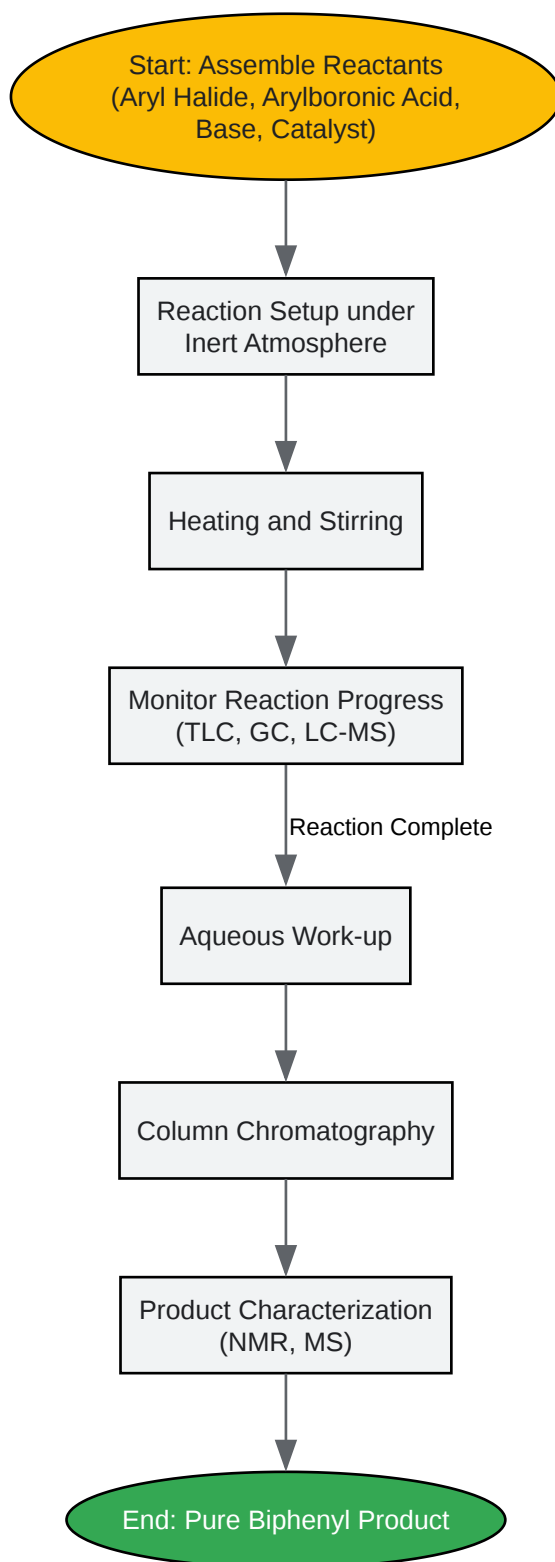 Start: Assemble Reactants
(Aryl Halide, Arylboronic Acid,
Base, Catalyst)
Reaction Setup under
Inert Atmosphere
Heating and Stirring
Monitor Reaction Progress
(TLC, GC, LC-MS)
Reaction Complete
Aqueous Work-up
Column Chromatography
Product Characterization
(NMR, MS)
End: Pure Biphenyl Product